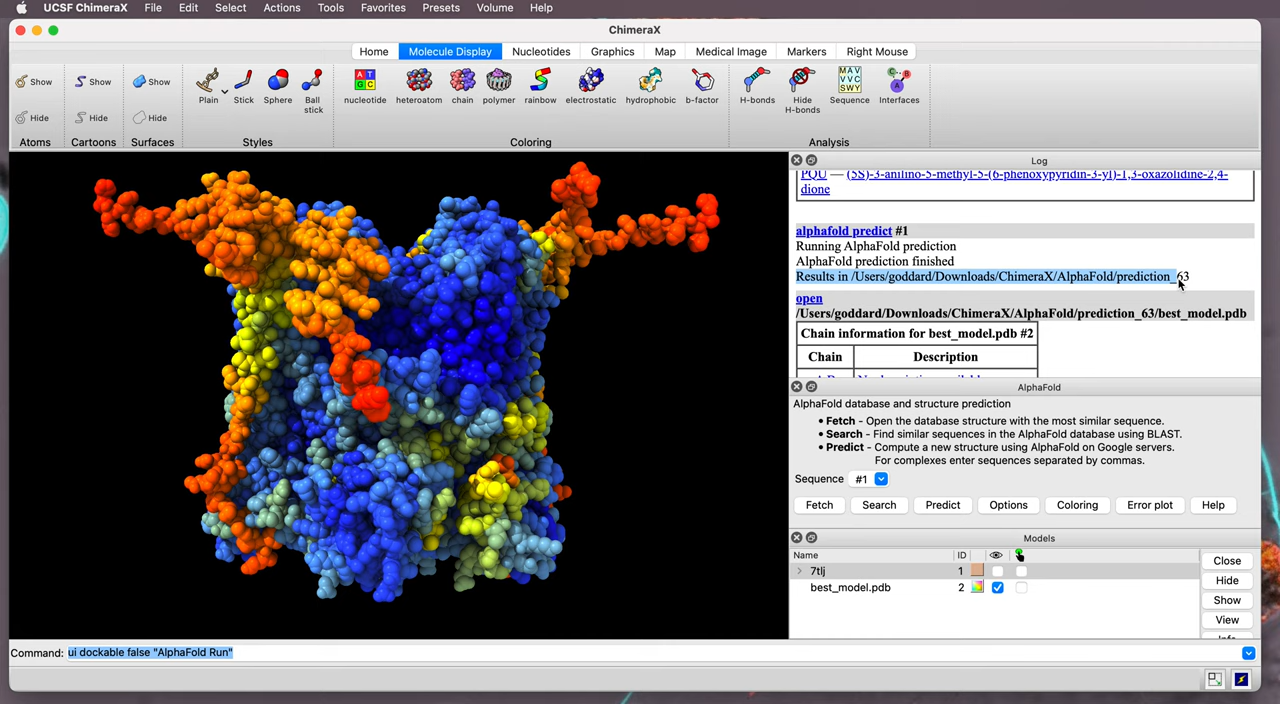 UCSF ChimeraX File Edit Select Actions Tools Favorites Presets Volume Help
ChimeraX
Home Molecule Display Nucleotides Graphics Map Medical Image Markers Right Mouse
Show Show Show
Hide Hide Hide
Atoms Cartoons Surfaces
Plain Stick Sphere Ball stick
Styles
A T
G C
nucleotide heteroatom chain polymer rainbow electrostatic hydrophobic b-factor
Coloring
MAV
VVC
SWY
H-bonds Hide H-bonds Sequence Interfaces
Analysis
Log
PQU — (5S)-3-anilino-5-methyl-5-(6-phenoxypyridin-3-yl)-1,3-oxazolidine-2,4-
dione
alphafold predict #1
Running AlphaFold prediction
AlphaFold prediction finished
Results in /Users/goddard/Downloads/ChimeraX/AlphaFold/prediction_63
open
/Users/goddard/Downloads/ChimeraX/AlphaFold/prediction_63/best_model.pdb
Chain information for best_model.pdb #2
Chain Description
AlphaFold
AlphaFold database and structure prediction
• Fetch - Open the database structure with the most similar sequence.
• Search - Find similar sequences in the AlphaFold database using BLAST.
• Predict - Compute a new structure using AlphaFold on Google servers.
For complexes enter sequences separated by commas.
Sequence #1
Fetch Search Predict Options Coloring Error plot Help
Models
Name ID
7tlj 1
best_model.pdb 2
Close
Hide
Show
View
Command: ui dockable false "AlphaFold Run"